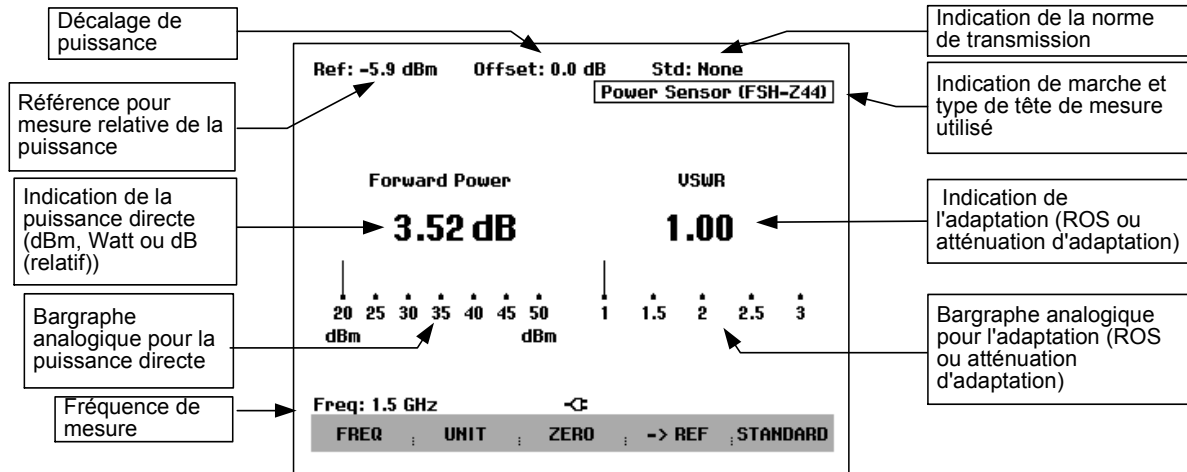 Décalage de
puissance
Indication de la norme
de transmission
Ref: -5.9 dBm Offset: 0.0 dB Std: None
Power Sensor (FSH-Z44)
Indication de marche et
type de tête de mesure
utilisé
Référence pour
mesure relative de la
puissance
Forward Power VSWR
3.52 dB 1.00
Indication de la
puissance directe
(dBm, Watt ou dB
(relatif))
Indication de
l'adaptation (ROS ou
atténuation d'adaptation)
20 25 30 35 40 45 50 1 1.5 2 2.5 3
dBm dBm
Bargraphe
analogique pour la
puissance directe
Bargraphe analogique
pour l'adaptation (ROS
ou atténuation
d'adaptation)
Fréquence de
mesure
Freq: 1.5 GHz
FREQ UNIT ZERO -> REF STANDARD